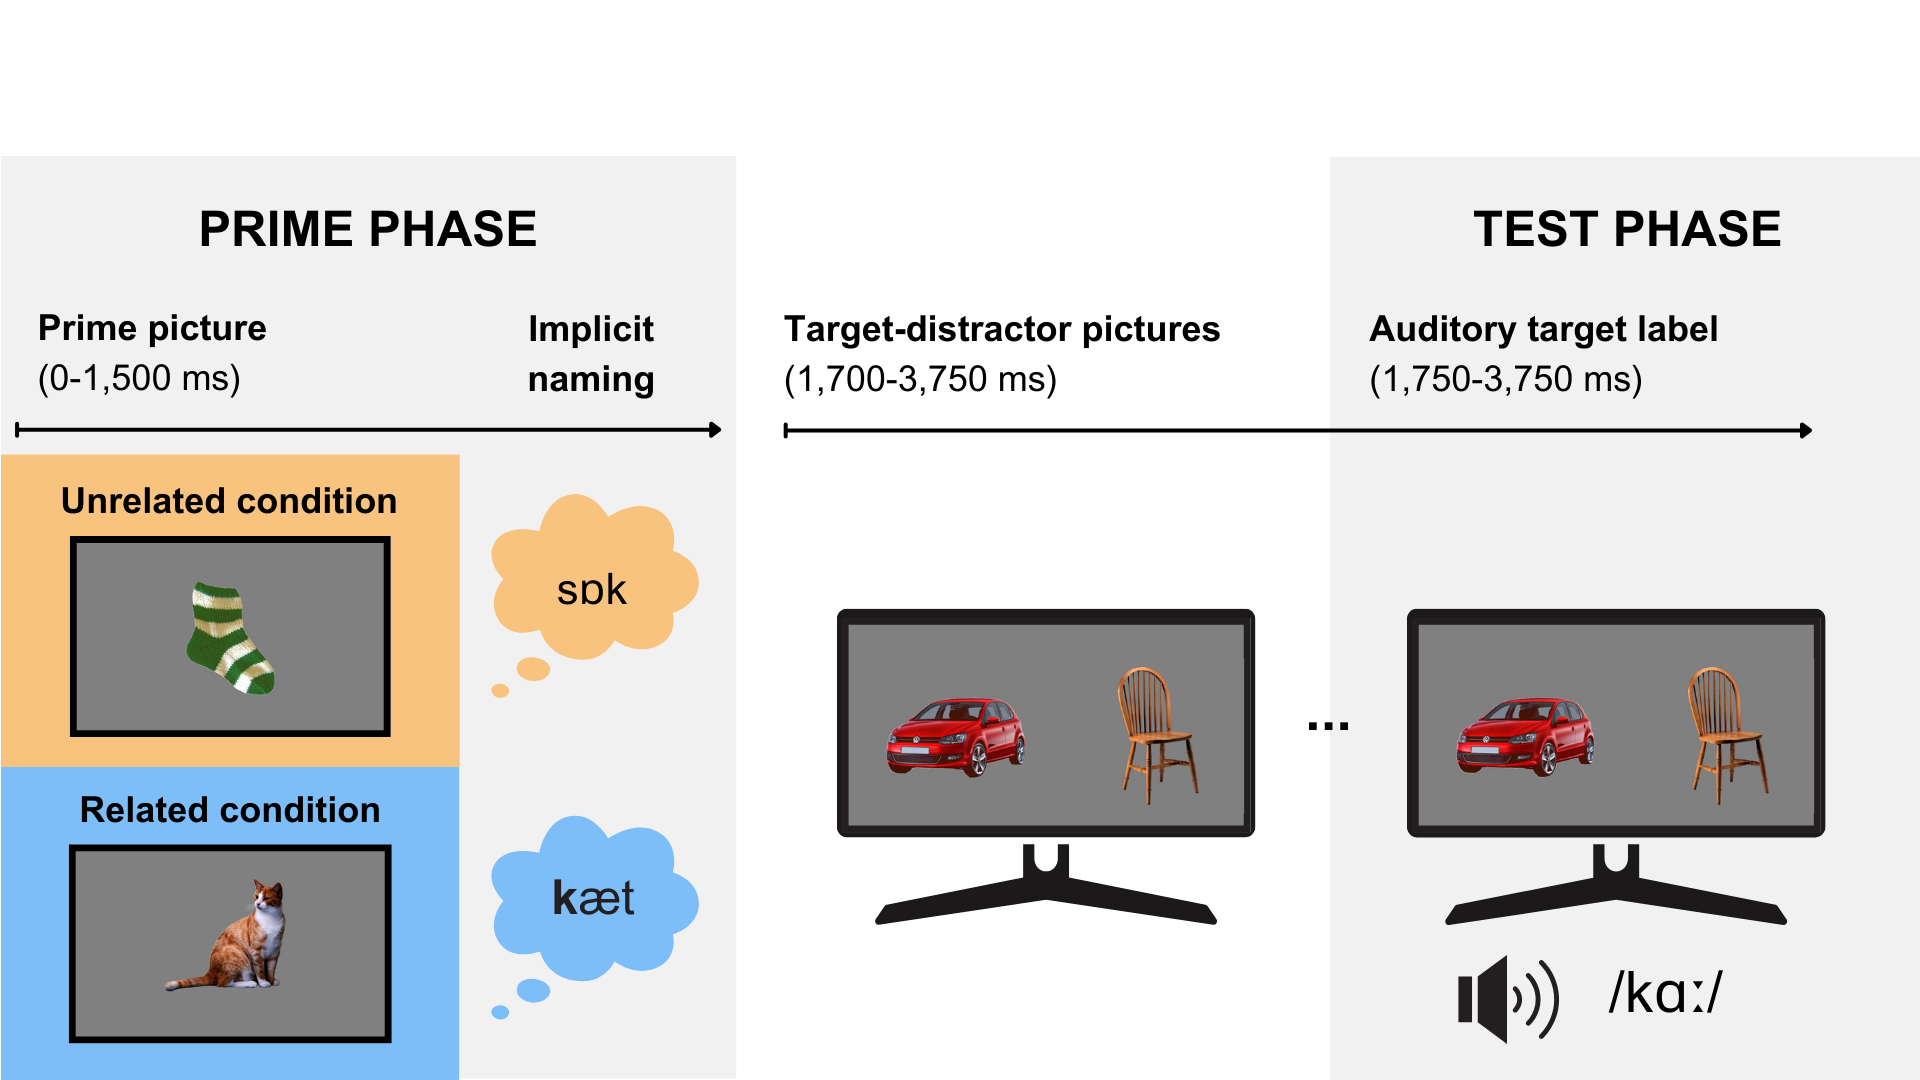 PRIME PHASE
Prime picture
(0-1,500 ms)
Implicit
naming
Unrelated condition
sɒk
Related condition
kæt
Target-distractor pictures
(1,700-3,750 ms)
...
TEST PHASE
Auditory target label
(1,750-3,750 ms)
/kɑː/